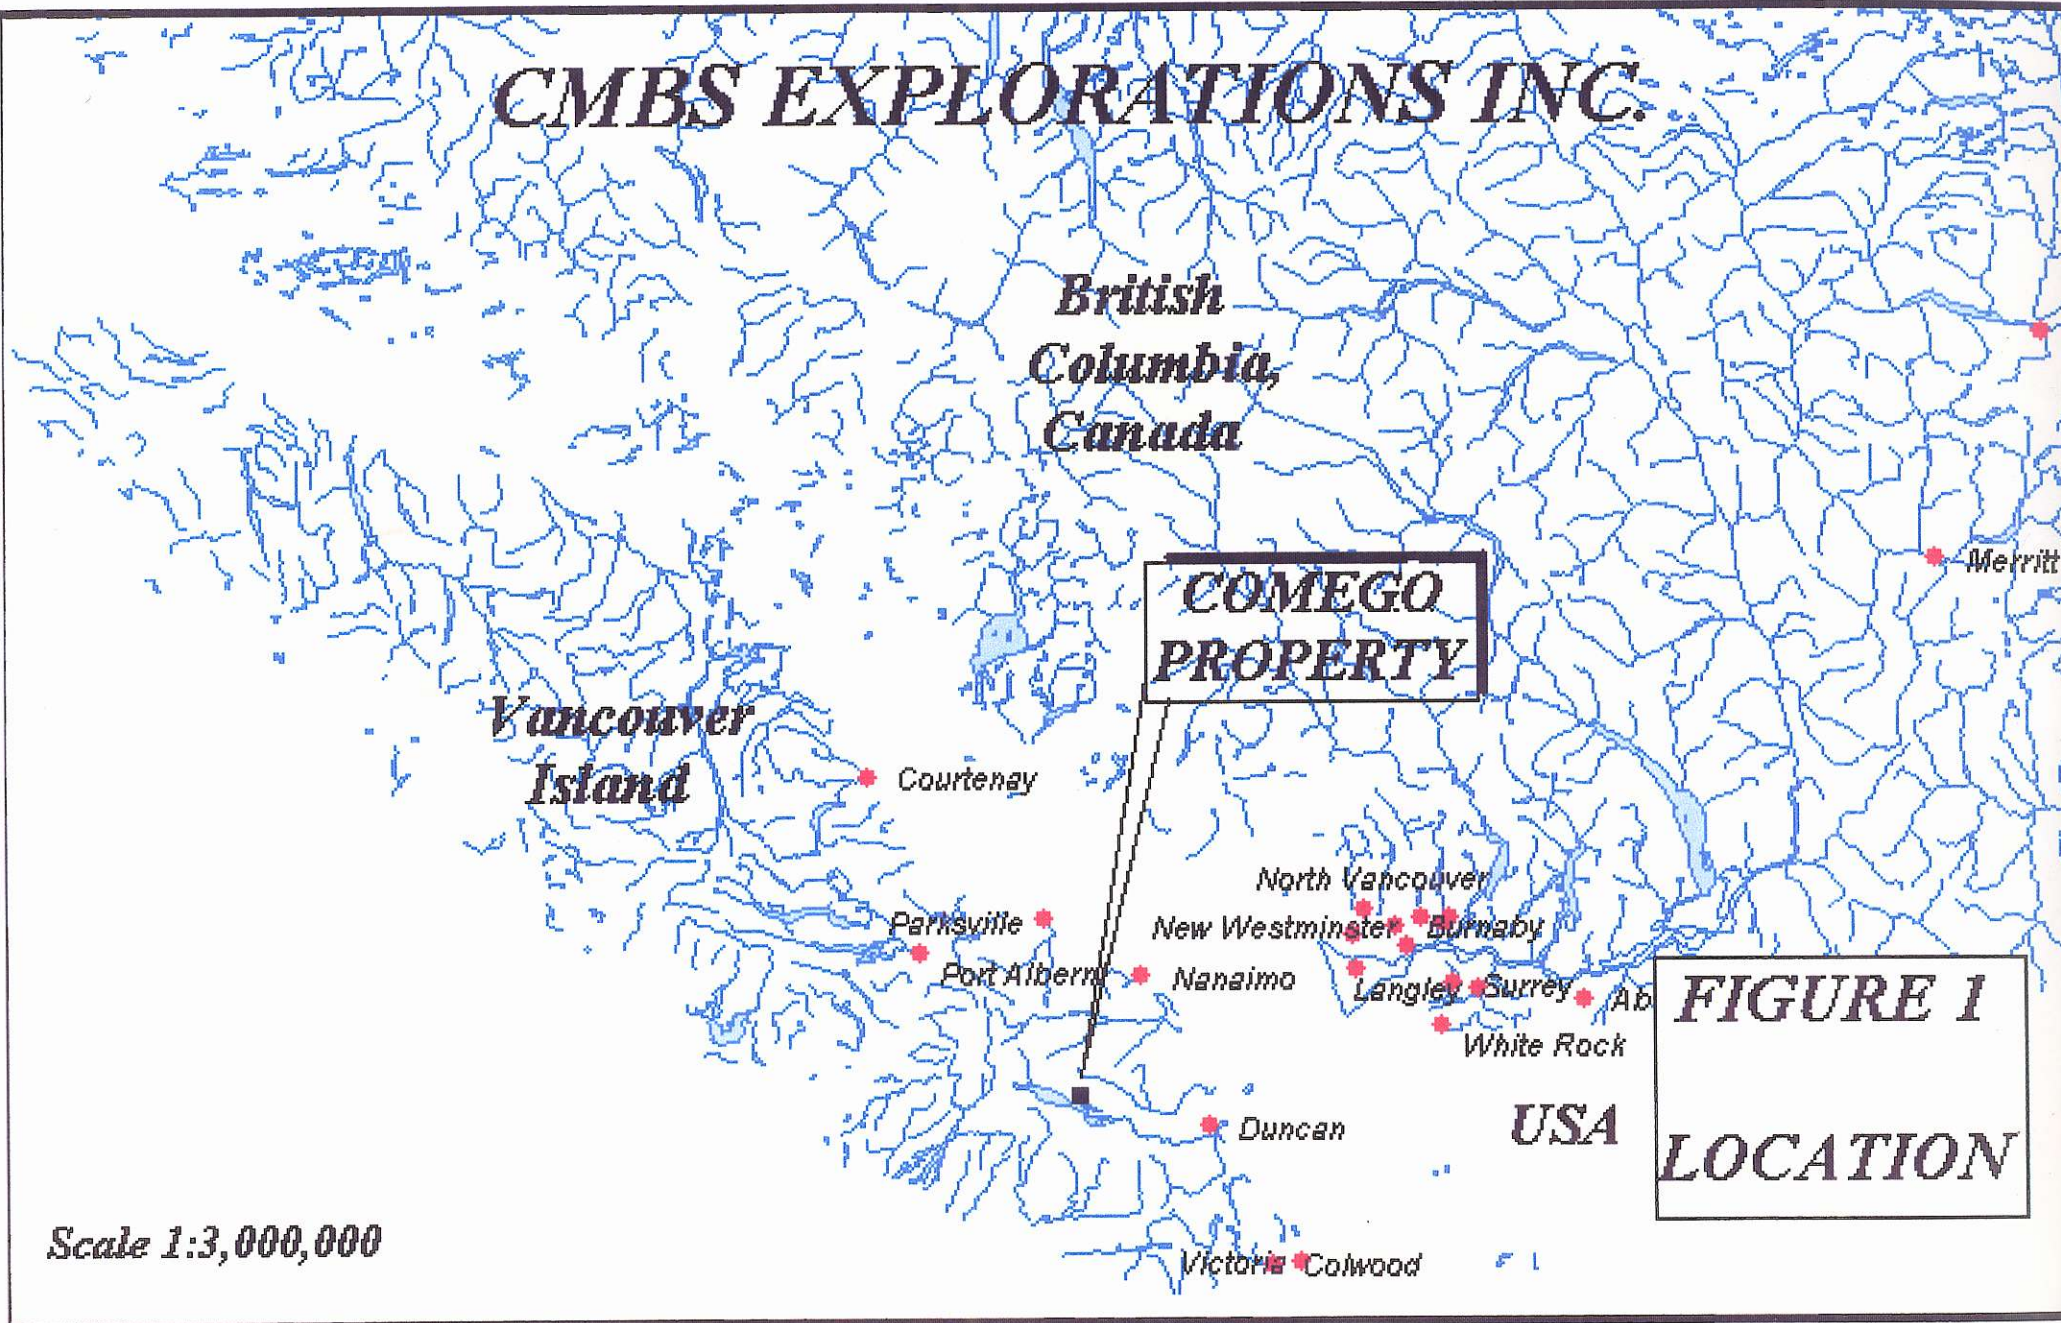 CMBS EXPLORATIONS INC.
British
Columbia,
Canada
COMEGO
PROPERTY
Merritt
Vancouver
Island
Courtenay
North Vancouver
Parksville
New Westminster
Burnaby
Port Alberni
Nanaimo
Langley
Surrey
Ab
White Rock
FIGURE 1
LOCATION
USA
Duncan
Scale 1:3,000,000
Victoria
Colwood